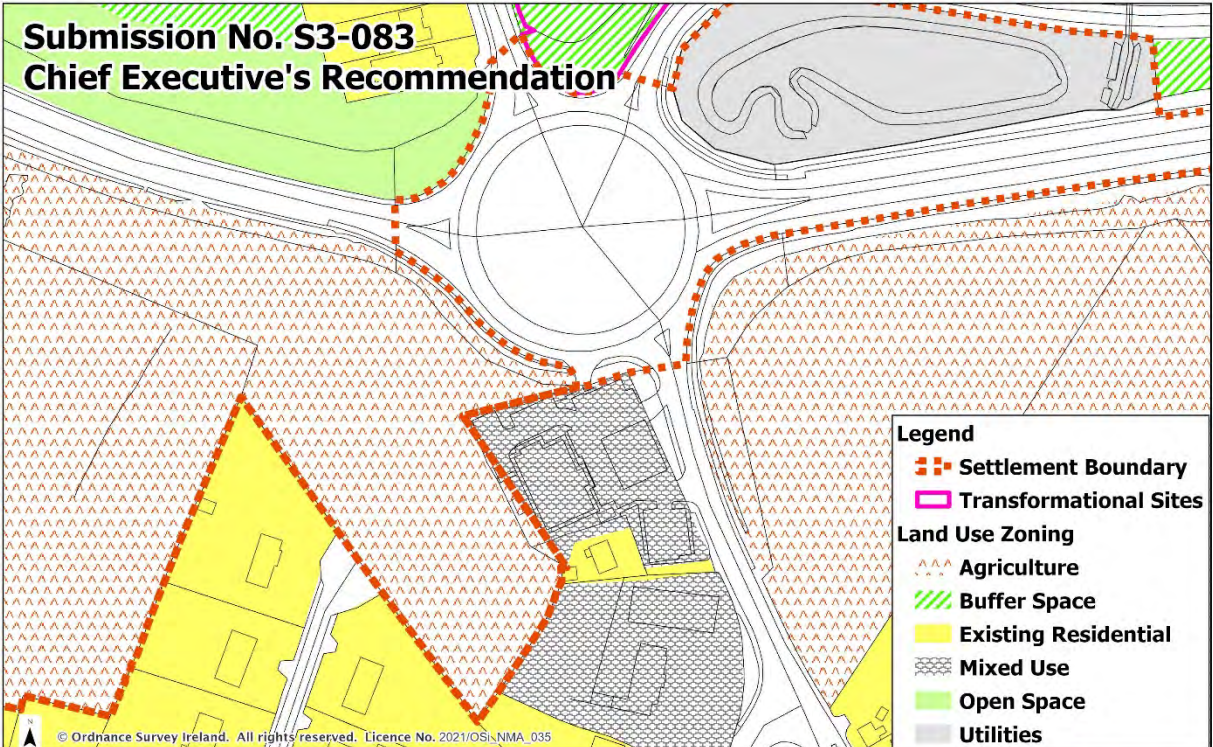 Submission No. S3-083
Chief Executive's Recommendation
Legend
Settlement Boundary
Transformational Sites
Land Use Zoning
Agriculture
Buffer Space
Existing Residential
Mixed Use
Open Space
Utilities
N
© Ordnance Survey Ireland. All rights reserved. Licence No. 2021/OSi_NMA_035